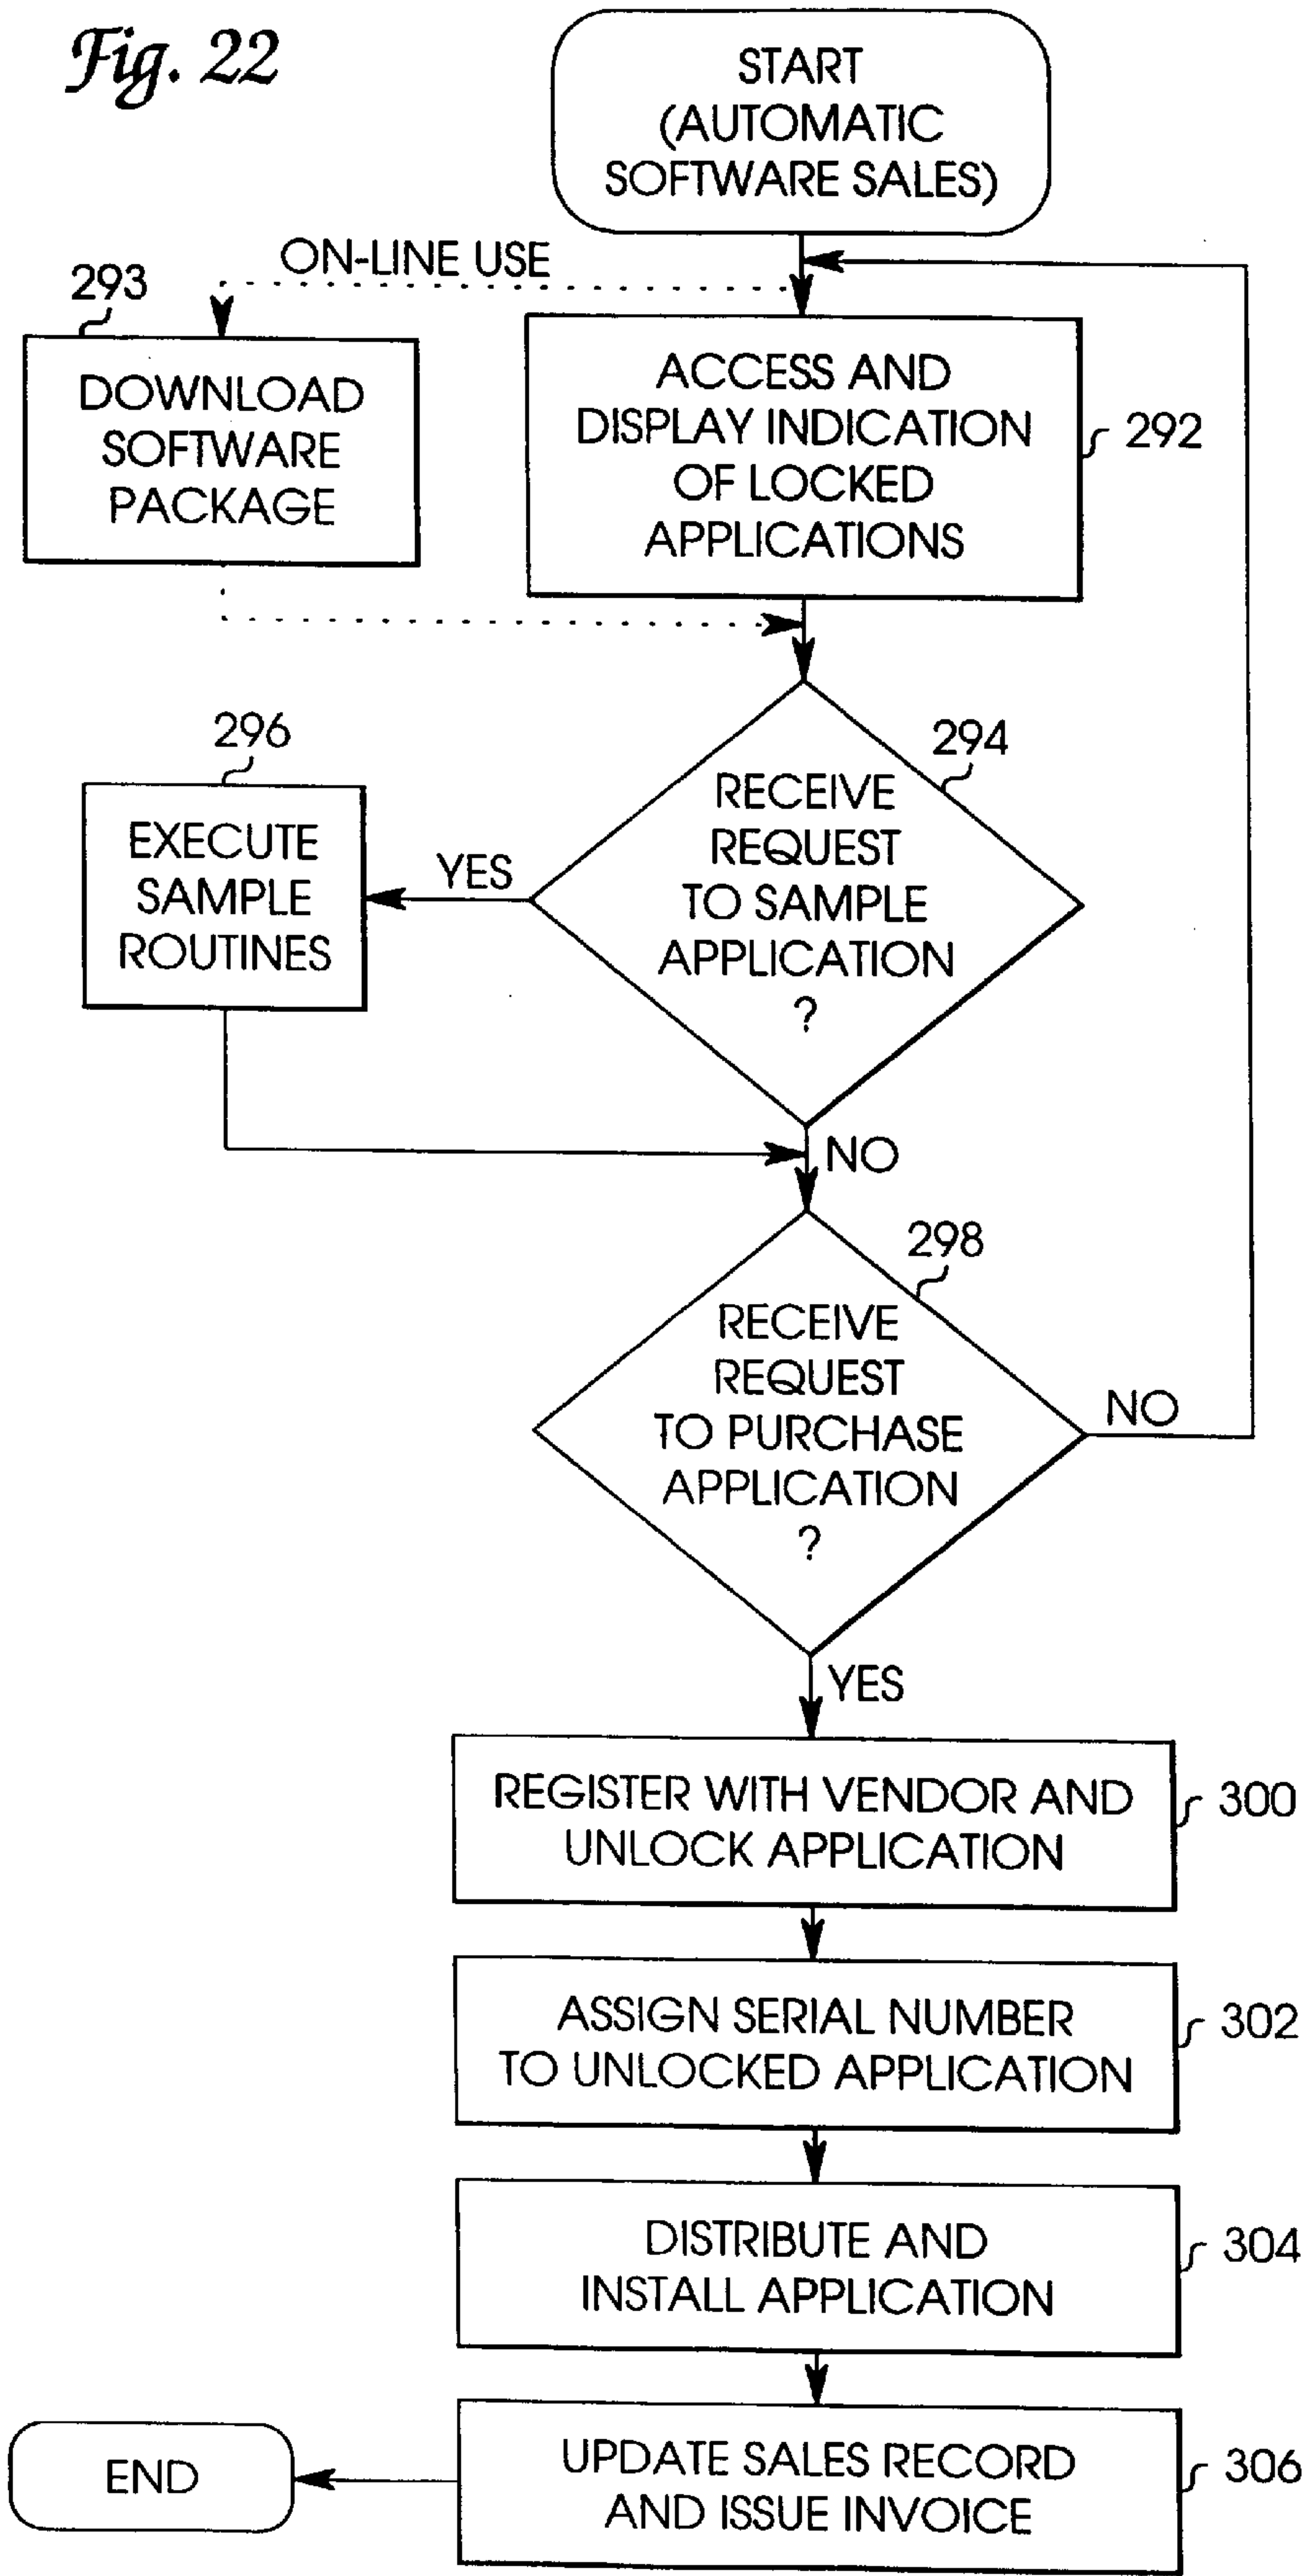 Fig. 22
START
(AUTOMATIC
SOFTWARE SALES)
ON-LINE USE
293
DOWNLOAD
SOFTWARE
PACKAGE
ACCESS AND
DISPLAY INDICATION
OF LOCKED
APPLICATIONS
292
296
EXECUTE
SAMPLE
ROUTINES
YES
294
RECEIVE
REQUEST
TO SAMPLE
APPLICATION
?
NO
298
RECEIVE
REQUEST
TO PURCHASE
APPLICATION
?
NO
YES
REGISTER WITH VENDOR AND
UNLOCK APPLICATION
300
ASSIGN SERIAL NUMBER
TO UNLOCKED APPLICATION
302
DISTRIBUTE AND
INSTALL APPLICATION
304
UPDATE SALES RECORD
AND ISSUE INVOICE
306
END